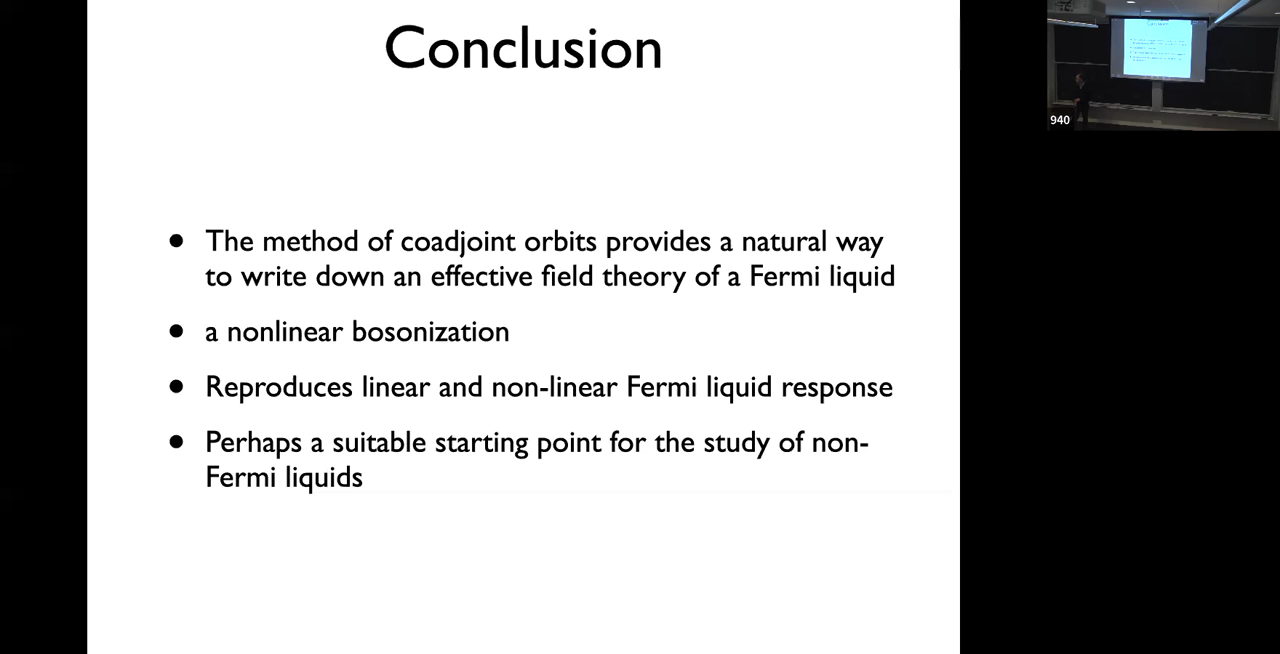 Conclusion
• The method of coadjoint orbits provides a natural way
to write down an effective field theory of a Fermi liquid
• a nonlinear bosonization
• Reproduces linear and non-linear Fermi liquid response
• Perhaps a suitable starting point for the study of non-
Fermi liquids
940